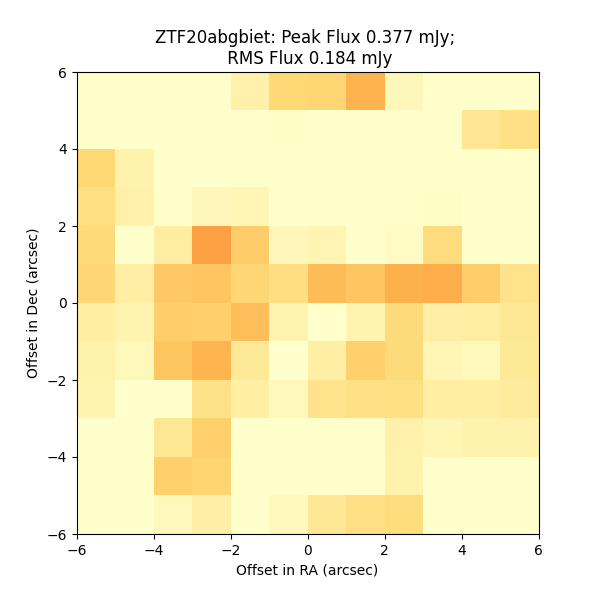 ZTF20abgbiet: Peak Flux 0.377 mJy;
RMS Flux 0.184 mJy
6
4
2
0
−2
−4
−6
Offset in Dec (arcsec)
−6 −4 −2 0 2 4 6
Offset in RA (arcsec)